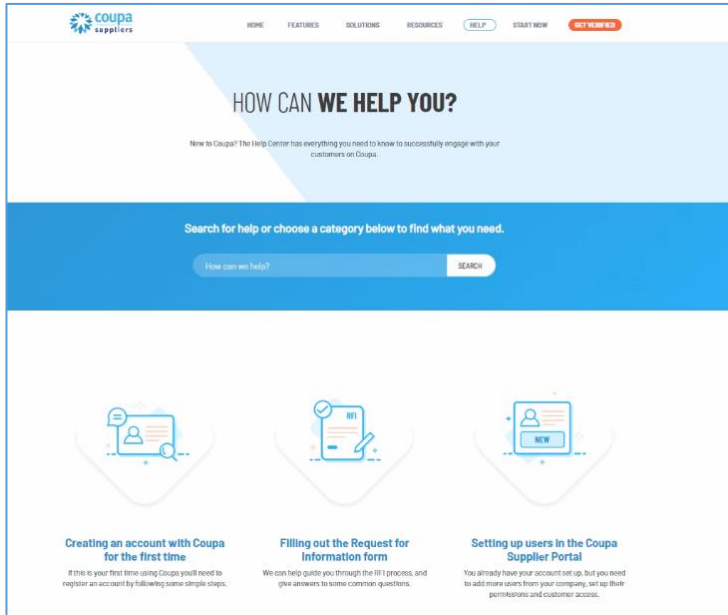 coupa
suppliers
HOME FEATURES SOLUTIONS RESOURCES HELP START NOW GET VERIFIED
HOW CAN WE HELP YOU?
New to Coupa? The Help Center has everything you need to know to successfully engage with your
customers on Coupa.
Search for help or choose a category below to find what you need.
How can we help? SEARCH
RFI
NEW
Creating an account with Coupa
for the first time
If this is your first time using Coupa you'll need to
register an account by following some simple steps.
Filling out the Request for
Information form
We can help guide you through the RFI process, and
give answers to some common questions.
Setting up users in the Coupa
Supplier Portal
You already have your account set up, but you need
to add more users from your company, set up their
permissions and customer access.